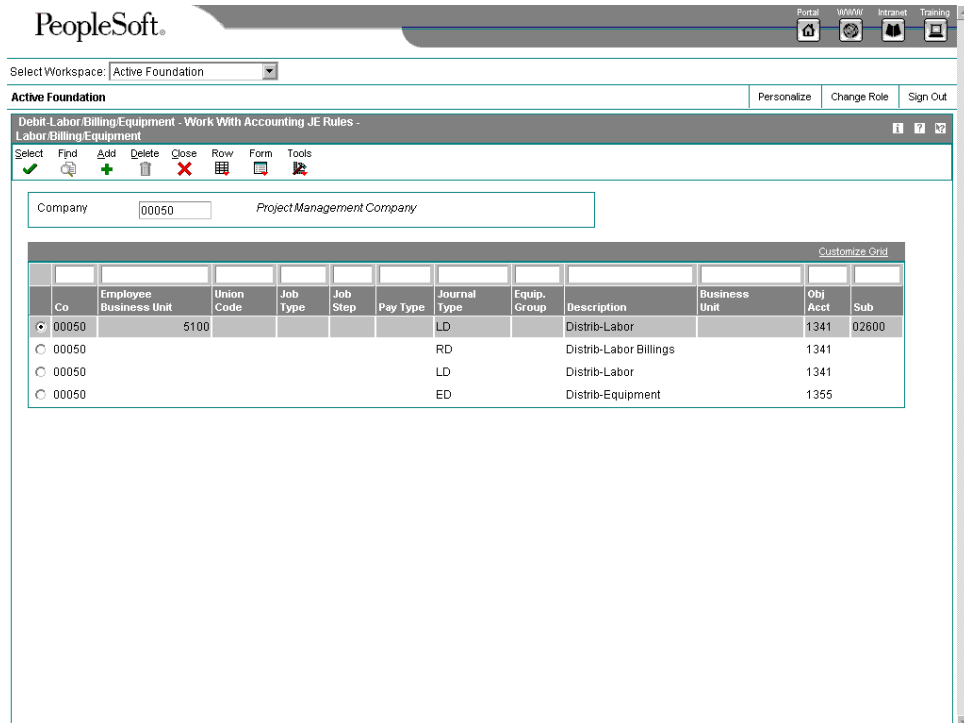 PeopleSoft®
Portal WWW Intranet Training
Select Workspace: Active Foundation
Active Foundation Personalize Change Role Sign Out
Debit-Labor/Billing/Equipment - Work With Accounting JE Rules -
Labor/Billing/Equipment
Select Find Add Delete Close Row Form Tools
Company 00050 Project Management Company
Customize Grid
Co Employee Business Unit Union Code Job Type Job Step Pay Type Journal Type Equip. Group Description Business Unit Obj Acct Sub
00050 5100 LD Distrib-Labor 1341 02600
00050 RD Distrib-Labor Billings 1341
00050 LD Distrib-Labor 1341
00050 ED Distrib-Equipment 1355